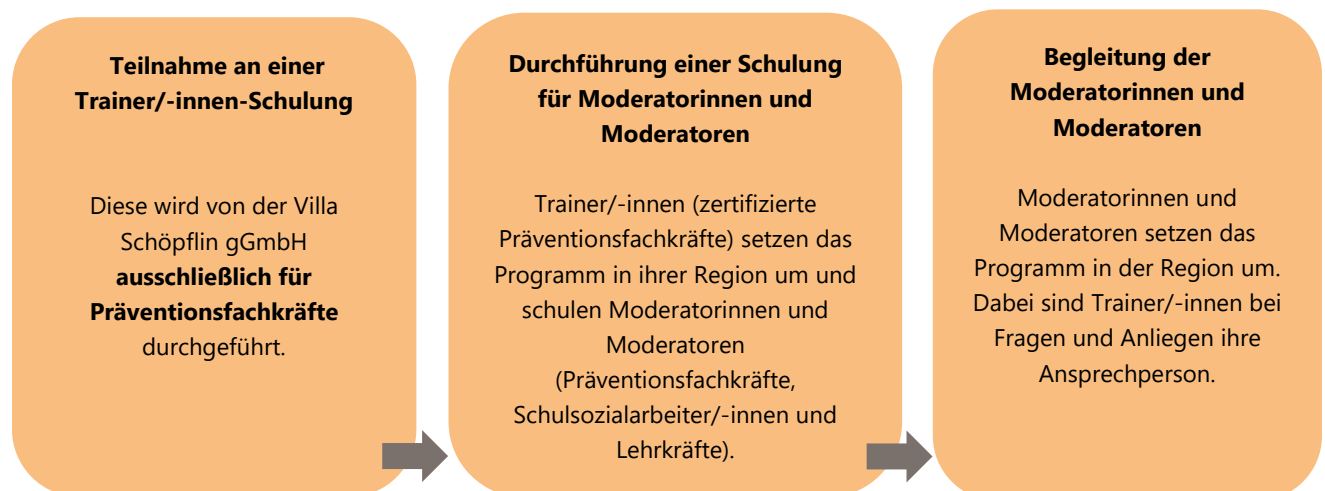 Teilnahme an einer
Trainer/-innen-Schulung
Diese wird von der Villa
Schöpflin gGmbH
ausschließlich für
Präventionsfachkräfte
durchgeführt.
Durchführung einer Schulung
für Moderatorinnen und
Moderatoren
Trainer/-innen (zertifizierte
Präventionsfachkräfte) setzen das
Programm in ihrer Region um und
schulen Moderatorinnen und
Moderatoren
(Präventionsfachkräfte,
Schulsozialarbeiter/-innen und
Lehrkräfte).
Begleitung der
Moderatorinnen und
Moderatoren
Moderatorinnen und
Moderatoren setzen das
Programm in der Region um.
Dabei sind Trainer/-innen bei
Fragen und Anliegen ihre
Ansprechperson.